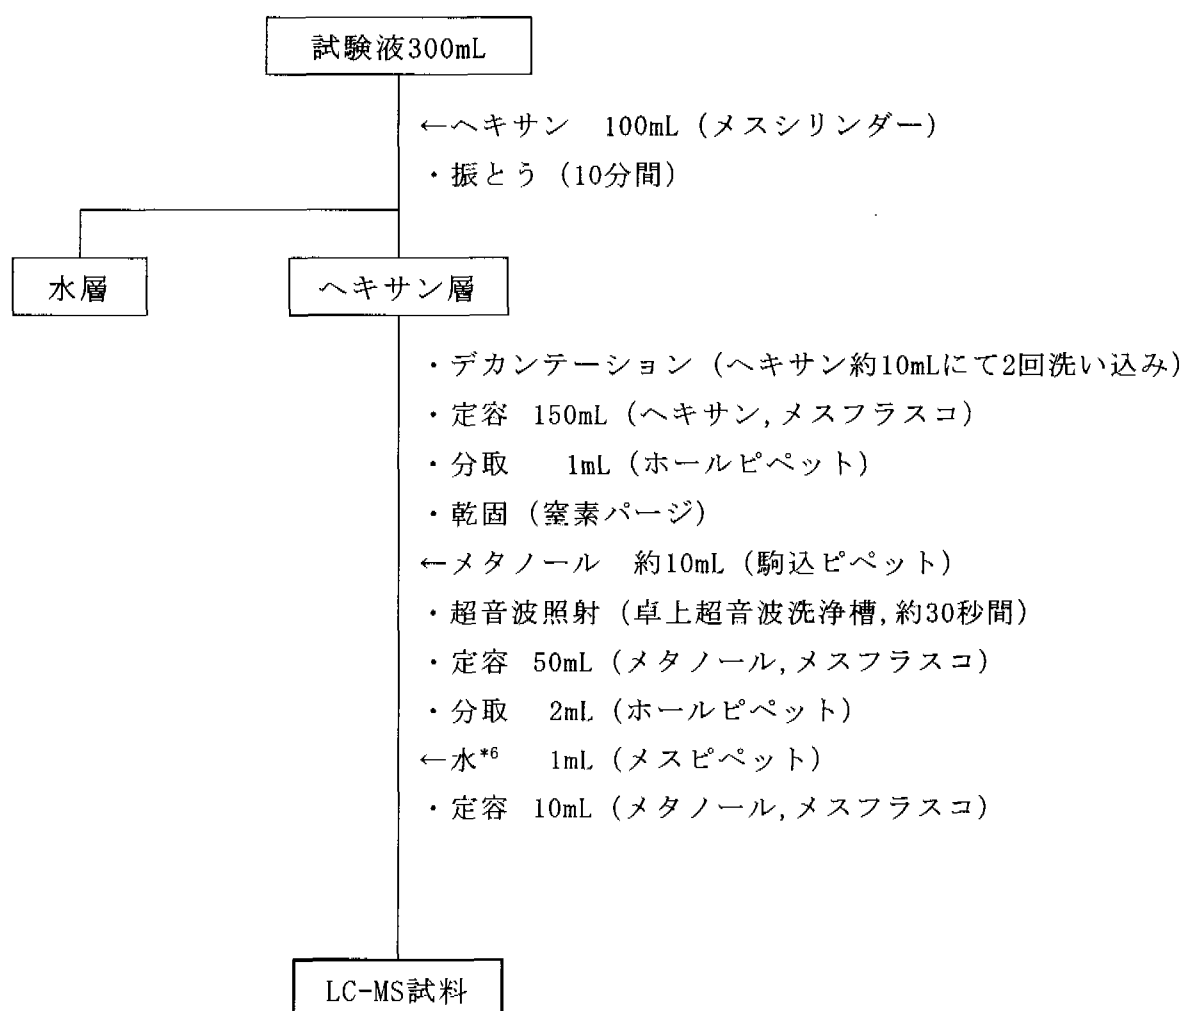 試験液300mL
←ヘキサン 100mL (メスシリンダー)
・振とう (10分間)
水層
ヘキサン層
・デカンテーション (ヘキサン約10mLにて2回洗い込み)
・定容 150mL (ヘキサン,メスフラスコ)
・分取 1mL (ホールピペット)
・乾固 (窒素パージ)
←メタノール 約10mL (駒込ピペット)
・超音波照射 (卓上超音波洗浄槽,約30秒間)
・定容 50mL (メタノール,メスフラスコ)
・分取 2mL (ホールピペット)
←水*6 1mL (メスピペット)
・定容 10mL (メタノール,メスフラスコ)
LC-MS試料